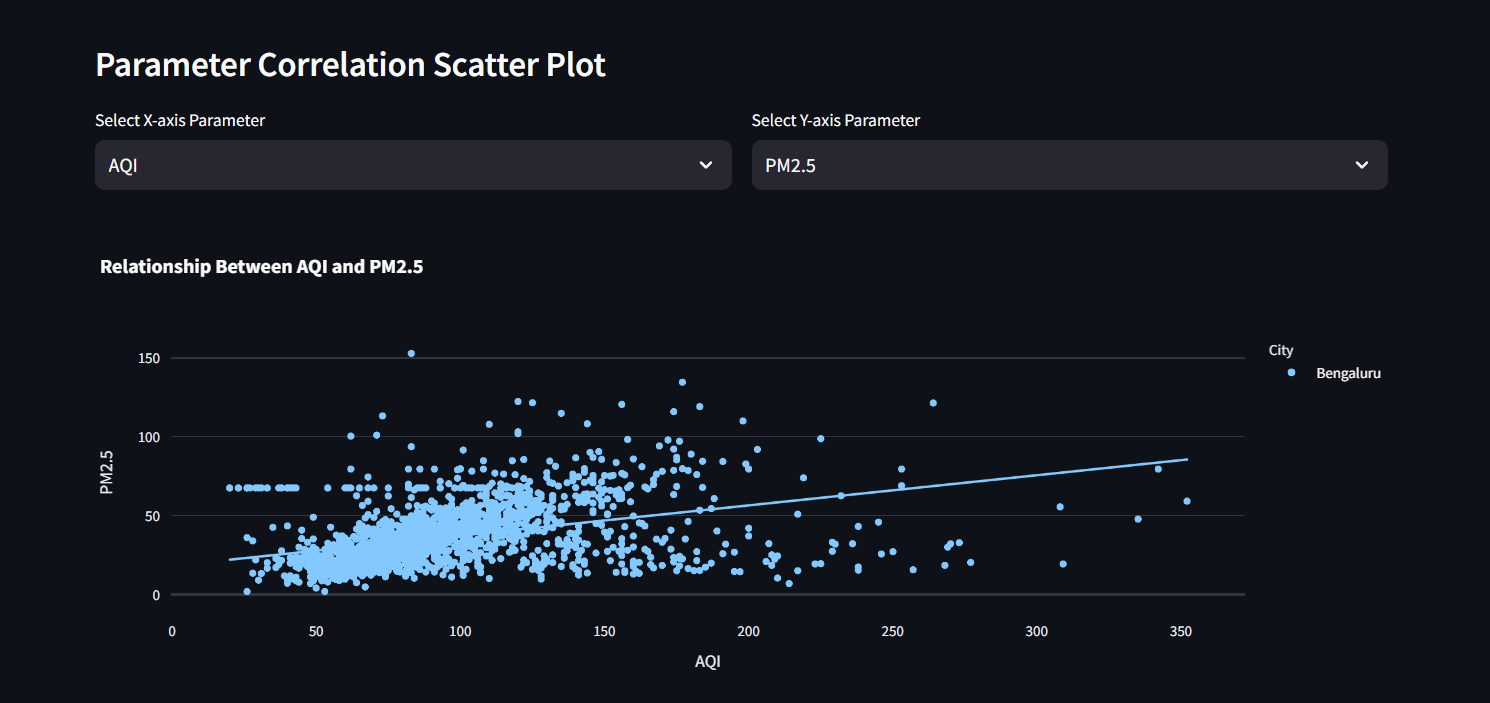 Parameter Correlation Scatter Plot
Select X-axis Parameter
Select Y-axis Parameter
AQI
PM2.5
Relationship Between AQI and PM2.5
150
100
50
0
PM2.5
0 50 100 150 200 250 300 350
AQI
City
Bengaluru